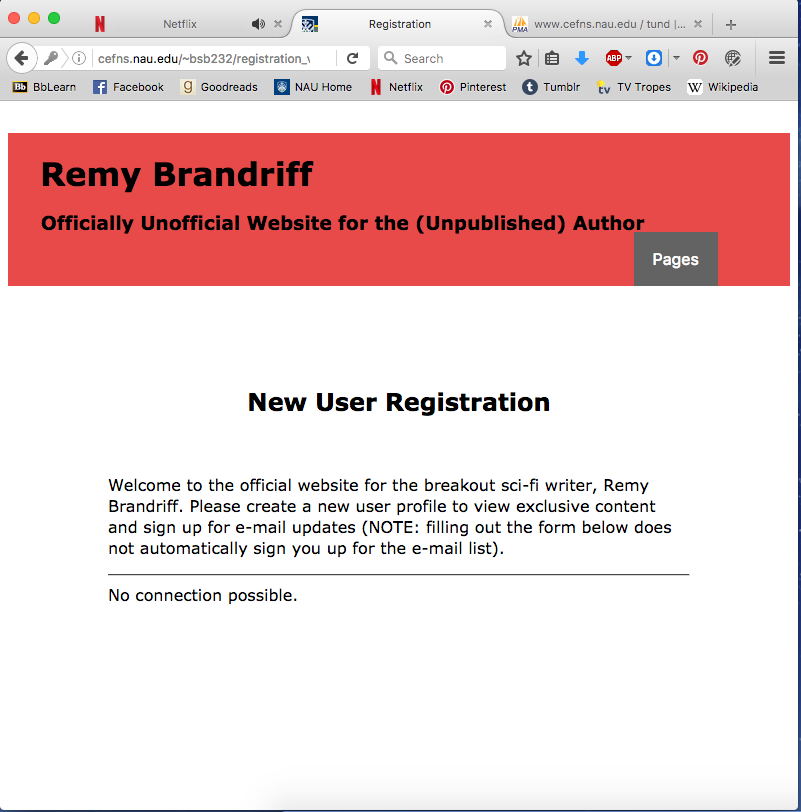 Netflix
Registration
www.cefns.nau.edu / tund |...
cefns.nau.edu/~bsb232/registration_v
Search
ABP
Bb BbLearn
Facebook
g Goodreads
NAU Home
Netflix
Pinterest
t Tumblr
tv TV Tropes
W Wikipedia
Remy Brandriff
Officially Unofficial Website for the (Unpublished) Author
Pages
New User Registration
Welcome to the official website for the breakout sci-fi writer, Remy
Brandriff. Please create a new user profile to view exclusive content
and sign up for e-mail updates (NOTE: filling out the form below does
not automatically sign you up for the e-mail list).
No connection possible.